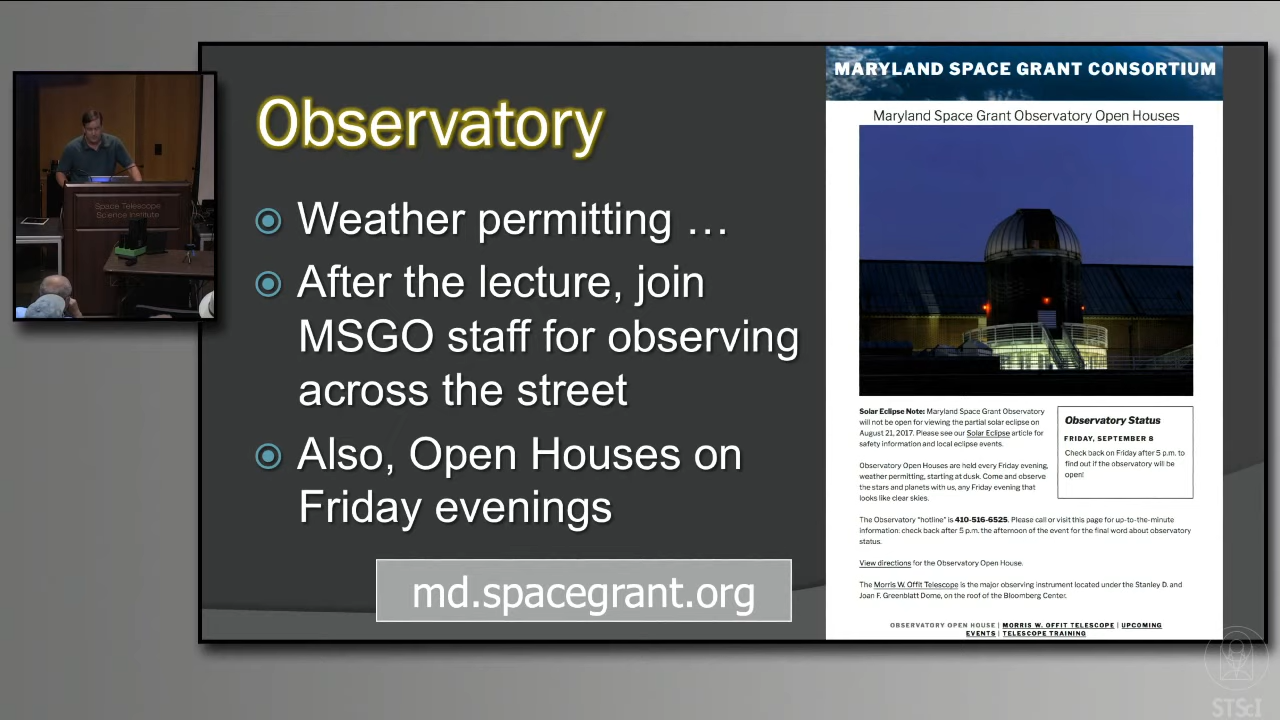 Observatory
Weather permitting …
After the lecture, join
MSGO staff for observing
across the street
Also, Open Houses on
Friday evenings
md.spacegrant.org
Space Telescope
Science Institute
MARYLAND SPACE GRANT CONSORTIUM
Maryland Space Grant Observatory Open Houses
Solar Eclipse Note: Maryland Space Grant Observatory
will not be open for viewing the partial solar eclipse on
August 21, 2017. Please see our Solar Eclipse article for
safety information and local eclipse events.
Observatory Open Houses are held every Friday evening,
weather permitting, starting at dusk. Come and observe
the stars and planets with us, any Friday evening that
looks like clear skies.
Observatory Status
FRIDAY, SEPTEMBER 8
Check back on Friday after 5 p.m. to
find out if the observatory will be
open!
The Observatory "hotline" is 410-516-6525. Please call or visit this page for up-to-the-minute
information: check back after 5 p.m. the afternoon of the event for the final word about observatory
status.
View directions for the Observatory Open House.
The Morris W. Offit Telescope is the major observing instrument located under the Stanley D. and
Joan F. Greenblatt Dome, on the roof of the Bloomberg Center.
OBSERVATORY OPEN HOUSE | MORRIS W. OFFIT TELESCOPE | UPCOMING
EVENTS | TELESCOPE TRAINING
STScI